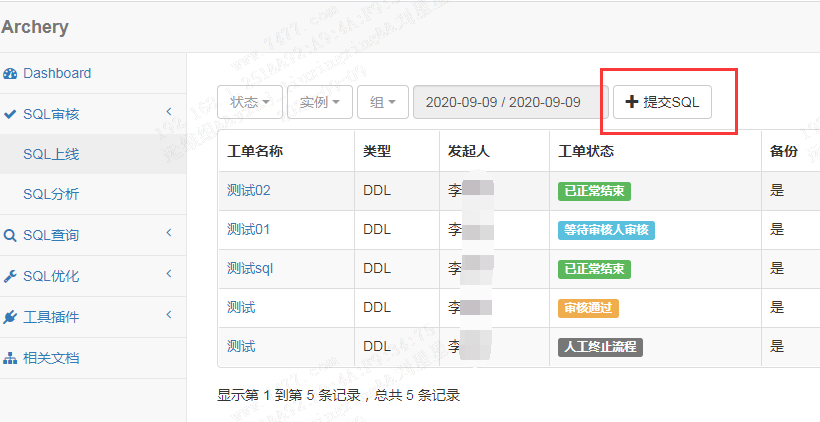 Archery
Dashboard
SQL审核
SQL上线
SQL分析
SQL查询
SQL优化
工具插件
相关文档
状态 实例 组 2020-09-09 / 2020-09-09 提交SQL
工单名称 类型 发起人 工单状态 备份
测试02 DDL 李 已正常结束 是
测试01 DDL 李 等待审核人审核 是
测试sql DDL 李 已正常结束 是
测试 DDL 李 审核通过 是
测试 DDL 李 人工终止流程 是
显示第 1 到第 5 条记录，总共 5 条记录